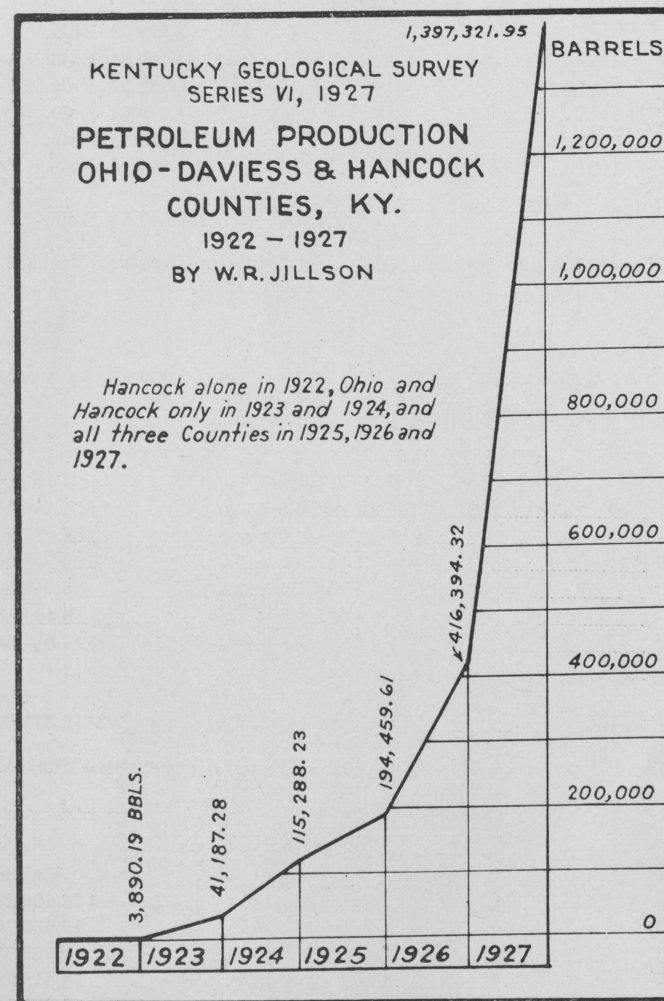 1,397,321.95
BARRELS
KENTUCKY GEOLOGICAL SURVEY
SERIES VI, 1927
PETROLEUM PRODUCTION
OHIO-DAVIESS & HANCOCK
COUNTIES, KY.
1922 – 1927
BY W.R. JILLSON
Hancock alone in 1922, Ohio and
Hancock only in 1923 and 1924, and
all three Counties in 1925, 1926 and
1927.
1,200,000
1,000,000
800,000
600,000
400,000
200,000
0
3,890.19 BBLS.
41,187.28
115,288.23
194,459.61
416,394.32
1922 1923 1924 1925 1926 1927